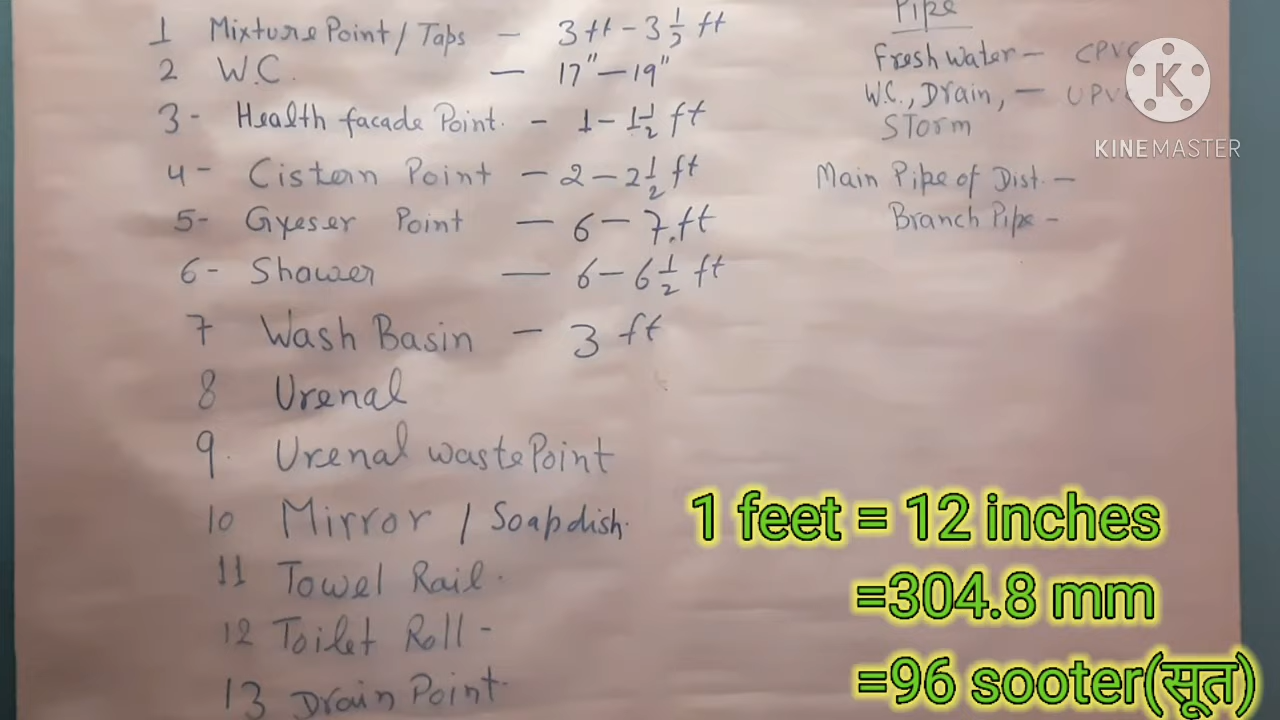 1 Mixture Point / Taps - 3 ft - 3 1/2 ft
2 W.C. - 17" - 19"
3- Health facade Point. - 1 - 1 1/2 ft
4- Cistern Point - 2 - 2 1/2 ft
5- Gyeser Point - 6 - 7.ft
6- Shower - 6 - 6 1/2 ft
7 Wash Basin - 3 ft
8 Urenal
9. Urenal waste Point
10 Mirror / Soapdish.
11 Towel Rail.
12 Toilet Roll -
13 Drain Point.
Pipe
Fresh Water - CPVC
W.C., Drain, - UPVC
STorm
Main Pipe of Dist. -
Branch Pipe -
K
KINEMASTER
1 feet = 12 inches
=304.8 mm
=96 sooter(सूत)